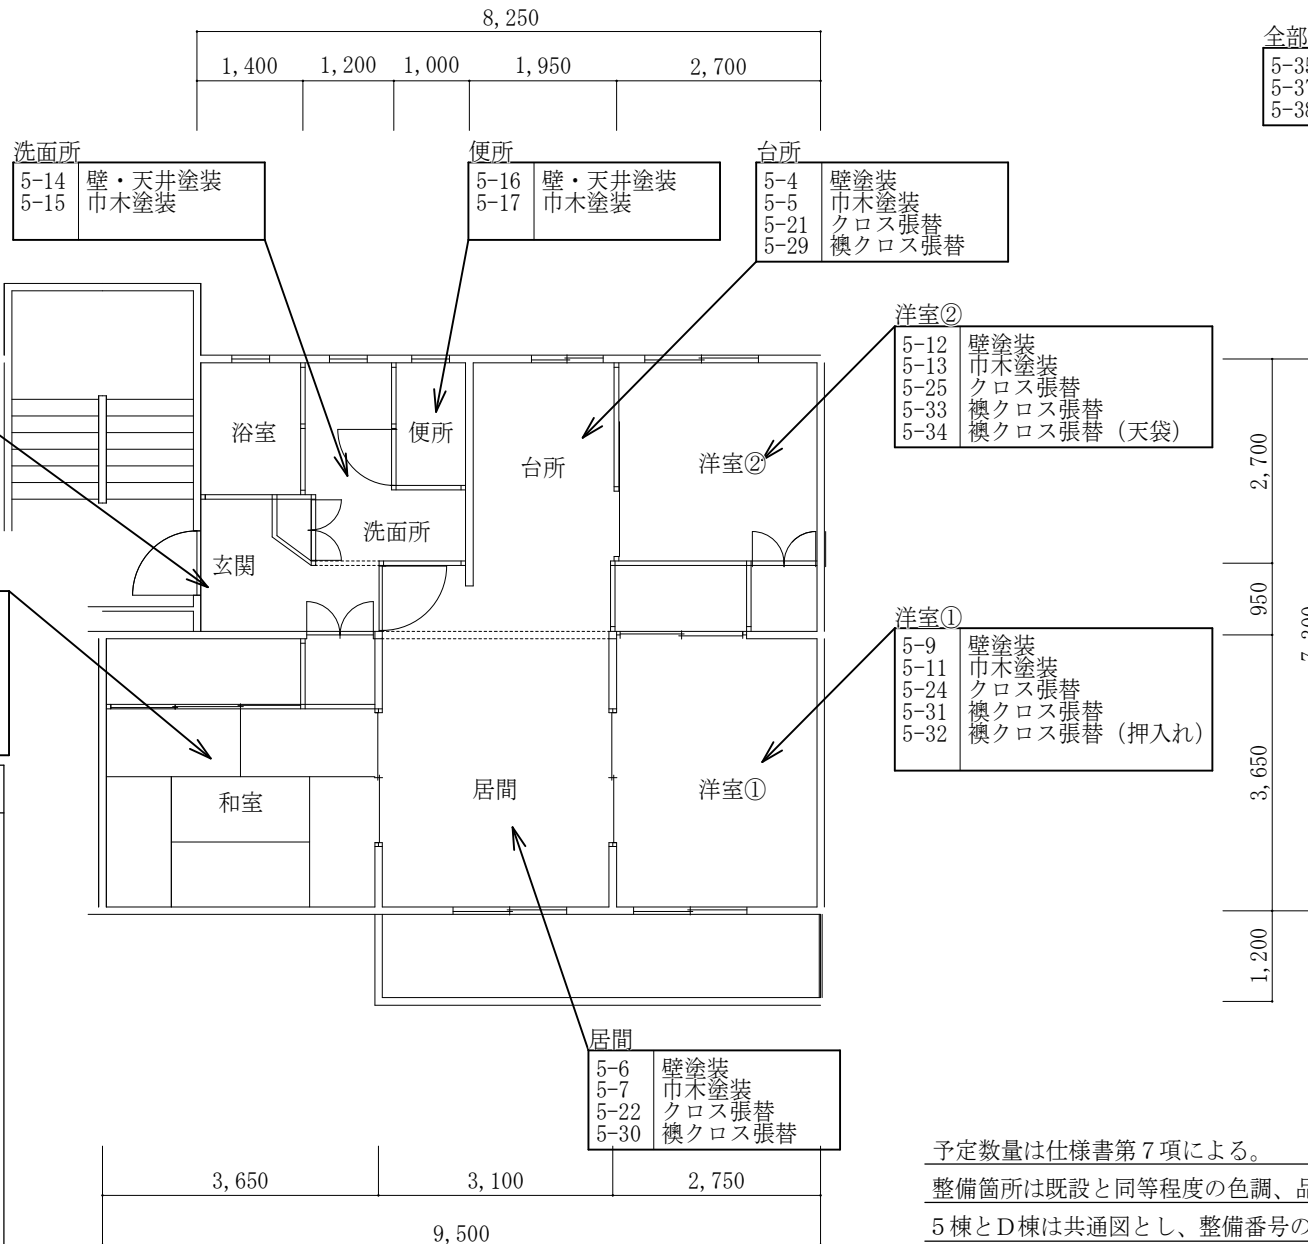 8,250
1,400 1,200 1,000 1,950 2,700
全部
5-35
5-37
5-38
洗面所
5-14 壁・天井塗装
5-15 巾木塗装
便所
5-16 壁・天井塗装
5-17 巾木塗装
台所
5-4 壁塗装
5-5 巾木塗装
5-21 クロス張替
5-29 襖クロス張替
洋室②
5-12 壁塗装
5-13 巾木塗装
5-25 クロス張替
5-33 襖クロス張替
5-34 襖クロス張替（天袋）
浴室
便所
台所
洋室②
洗面所
玄関
2,700
950
7,300
3,650
1,200
洋室①
5-9 壁塗装
5-11 巾木塗装
5-24 クロス張替
5-31 襖クロス張替
5-32 襖クロス張替（押入れ）
和室
居間
洋室①
居間
5-6 壁塗装
5-7 巾木塗装
5-22 クロス張替
5-30 襖クロス張替
3,650 3,100 2,750
9,500
予定数量は仕様書第７項による。
整備箇所は既設と同等程度の色調、品
５棟とＤ棟は共通図とし、整備番号の